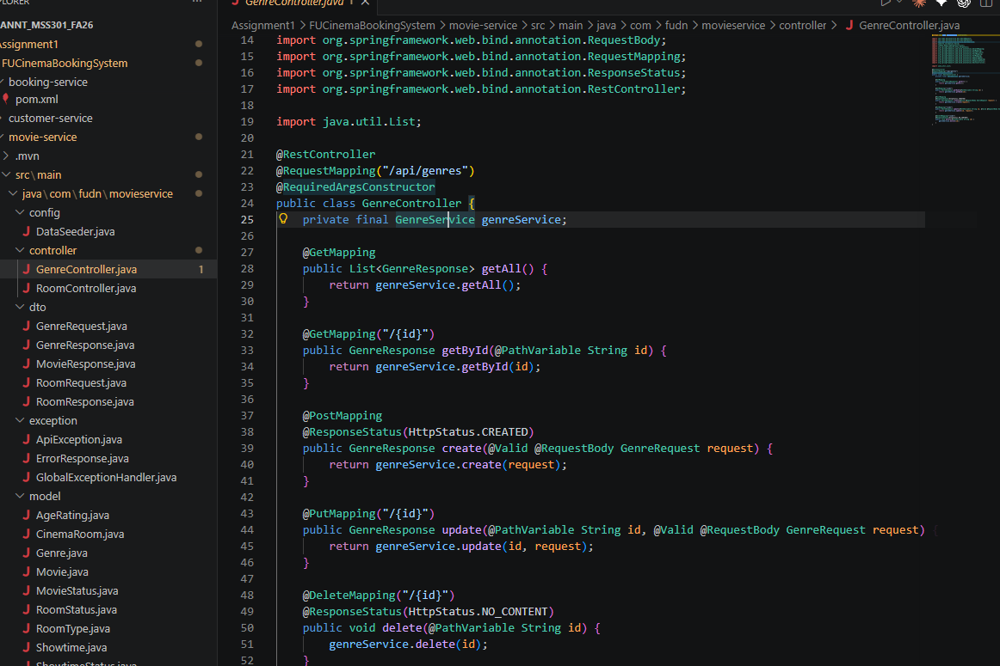 GenreController.java 1
ANNT_MSS301_FA26
Assignment1
FUCinemaBookingSystem
booking-service
pom.xml
customer-service
movie-service
.mvn
src\main
java\com\fudn\movieservice
config
DataSeeder.java
controller
GenreController.java 1
RoomController.java
dto
GenreRequest.java
GenreResponse.java
MovieResponse.java
RoomRequest.java
RoomResponse.java
exception
ApiException.java
ErrorResponse.java
GlobalExceptionHandler.java
model
AgeRating.java
CinemaRoom.java
Genre.java
Movie.java
MovieStatus.java
RoomStatus.java
RoomType.java
Showtime.java
ShowtimeStatus.java
Assignment1 > FUCinemaBookingSystem > movie-service > src > main > java > com > fudn > movieservice > controller > GenreController.java
14 import org.springframework.web.bind.annotation.RequestBody;
15 import org.springframework.web.bind.annotation.RequestMapping;
16 import org.springframework.web.bind.annotation.ResponseStatus;
17 import org.springframework.web.bind.annotation.RestController;
18
19 import java.util.List;
20
21 @RestController
22 @RequestMapping("/api/genres")
23 @RequiredArgsConstructor
24 public class GenreController {
25 private final GenreService genreService;
26
27 @GetMapping
28 public List<GenreResponse> getAll() {
29 return genreService.getAll();
30 }
31
32 @GetMapping("/{id}")
33 public GenreResponse getById(@PathVariable String id) {
34 return genreService.getById(id);
35 }
36
37 @PostMapping
38 @ResponseStatus(HttpStatus.CREATED)
39 public GenreResponse create(@Valid @RequestBody GenreRequest request) {
40 return genreService.create(request);
41 }
42
43 @PutMapping("/{id}")
44 public GenreResponse update(@PathVariable String id, @Valid @RequestBody GenreRequest request) {
45 return genreService.update(id, request);
46 }
47
48 @DeleteMapping("/{id}")
49 @ResponseStatus(HttpStatus.NO_CONTENT)
50 public void delete(@PathVariable String id) {
51 genreService.delete(id);
52 }